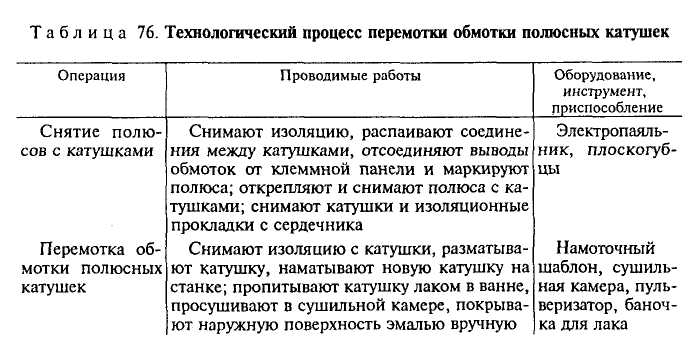 Таблица 76. Технологический процесс перемотки обмотки полюсных катушек
Операция
Проводимые работы
Оборудование,
инструмент,
приспособление
Снятие полю-
сов с катушками
Снимают изоляцию, распаивают соедине-
ния между катушками, отсоединяют выводы
обмоток от клеммной панели и маркируют
полюса; открепляют и снимают полюса с ка-
тушками; снимают катушки и изоляционные
прокладки с сердечника
Электропаяль-
ник, плоскогуб-
цы
Перемотка об-
мотки полюсных
катушек
Снимают изоляцию с катушки, разматыва-
ют катушку, наматывают новую катушку на
станке; пропитывают катушку лаком в ванне,
просушивают в сушильной камере, покрыва-
ют наружную поверхность эмалью вручную
Намоточный
шаблон, сушиль-
ная камера, пуль-
веризатор, баноч-
ка для лака